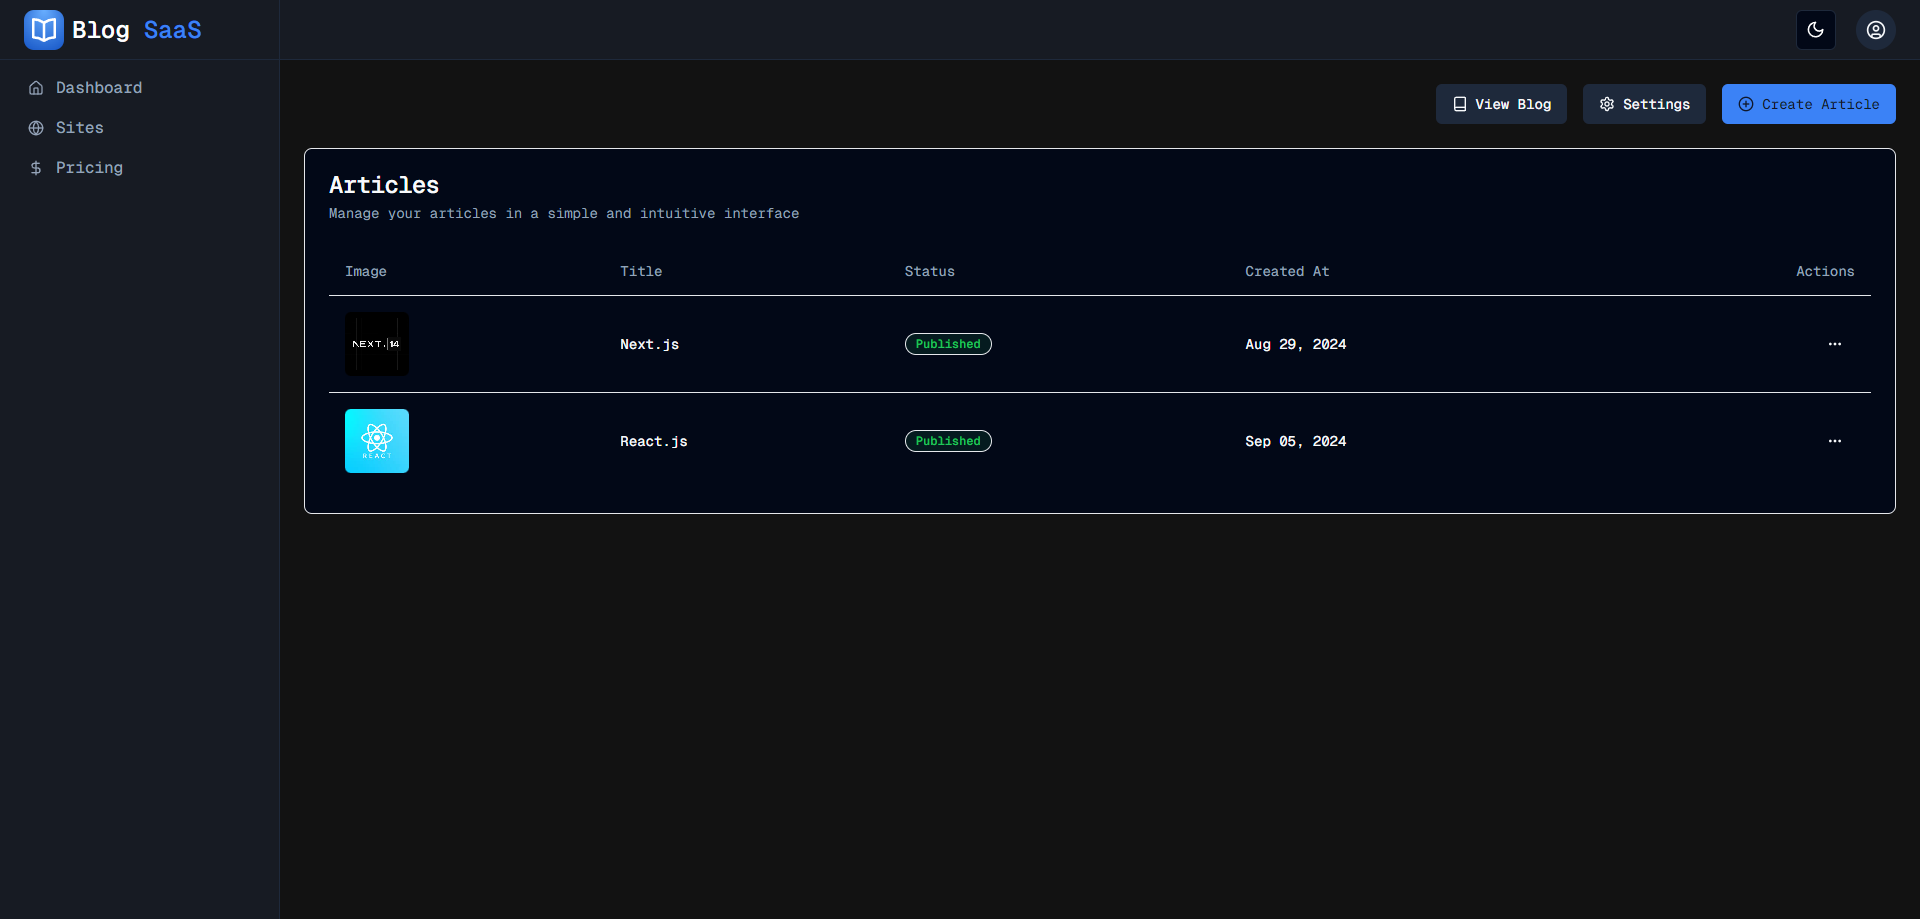 Blog SaaS
Dashboard
Sites
Pricing
View Blog
Settings
Create Article
Articles
Manage your articles in a simple and intuitive interface
Image Title Status Created At Actions
NEXT.14
Next.js Published Aug 29, 2024
REACT
React.js Published Sep 05, 2024